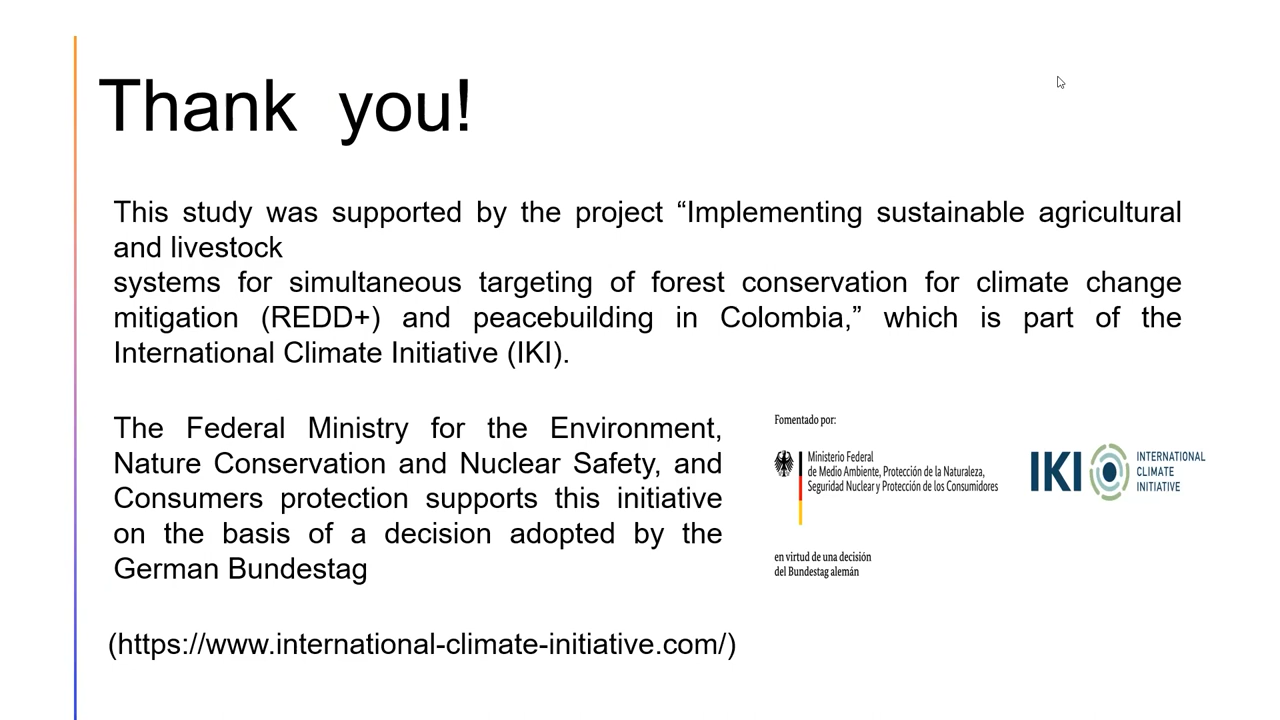 Thank you!
This study was supported by the project “Implementing sustainable agricultural
and livestock
systems for simultaneous targeting of forest conservation for climate change
mitigation (REDD+) and peacebuilding in Colombia,” which is part of the
International Climate Initiative (IKI).
The Federal Ministry for the Environment,
Nature Conservation and Nuclear Safety, and
Consumers protection supports this initiative
on the basis of a decision adopted by the
German Bundestag
(https://www.international-climate-initiative.com/)
Fomentado por:
Ministerio Federal
de Medio Ambiente, Protección de la Naturaleza,
Seguridad Nuclear y Protección de los Consumidores
en virtud de una decisión
del Bundestag alemán
IKI
INTERNATIONAL
CLIMATE
INITIATIVE